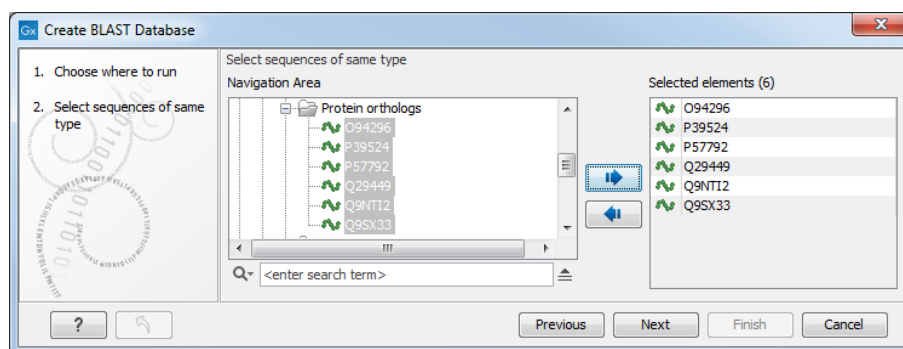 Gx Create BLAST Database
1. Choose where to run
2. Select sequences of same
type
Select sequences of same type
Navigation Area
Protein orthologs
O94296
P39524
P57792
Q29449
Q9NTI2
Q9SX33
<enter search term>
Selected elements (6)
O94296
P39524
P57792
Q29449
Q9NTI2
Q9SX33
?
Previous
Next
Finish
Cancel